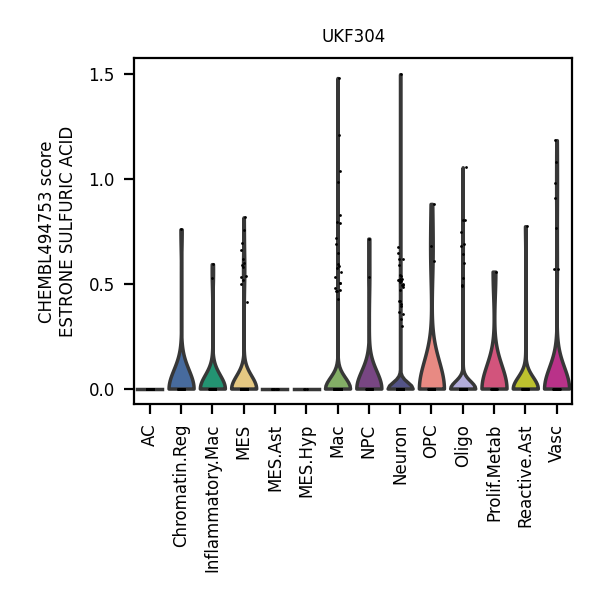 UKF304
CHEMBL494753 score
ESTRONE SULFURIC ACID
1.5
1.0
0.5
0.0
AC
Chromatin.Reg
Inflammatory.Mac
MES
MES.Ast
MES.Hyp
Mac
NPC
Neuron
OPC
Oligo
Prolif.Metab
Reactive.Ast
Vasc